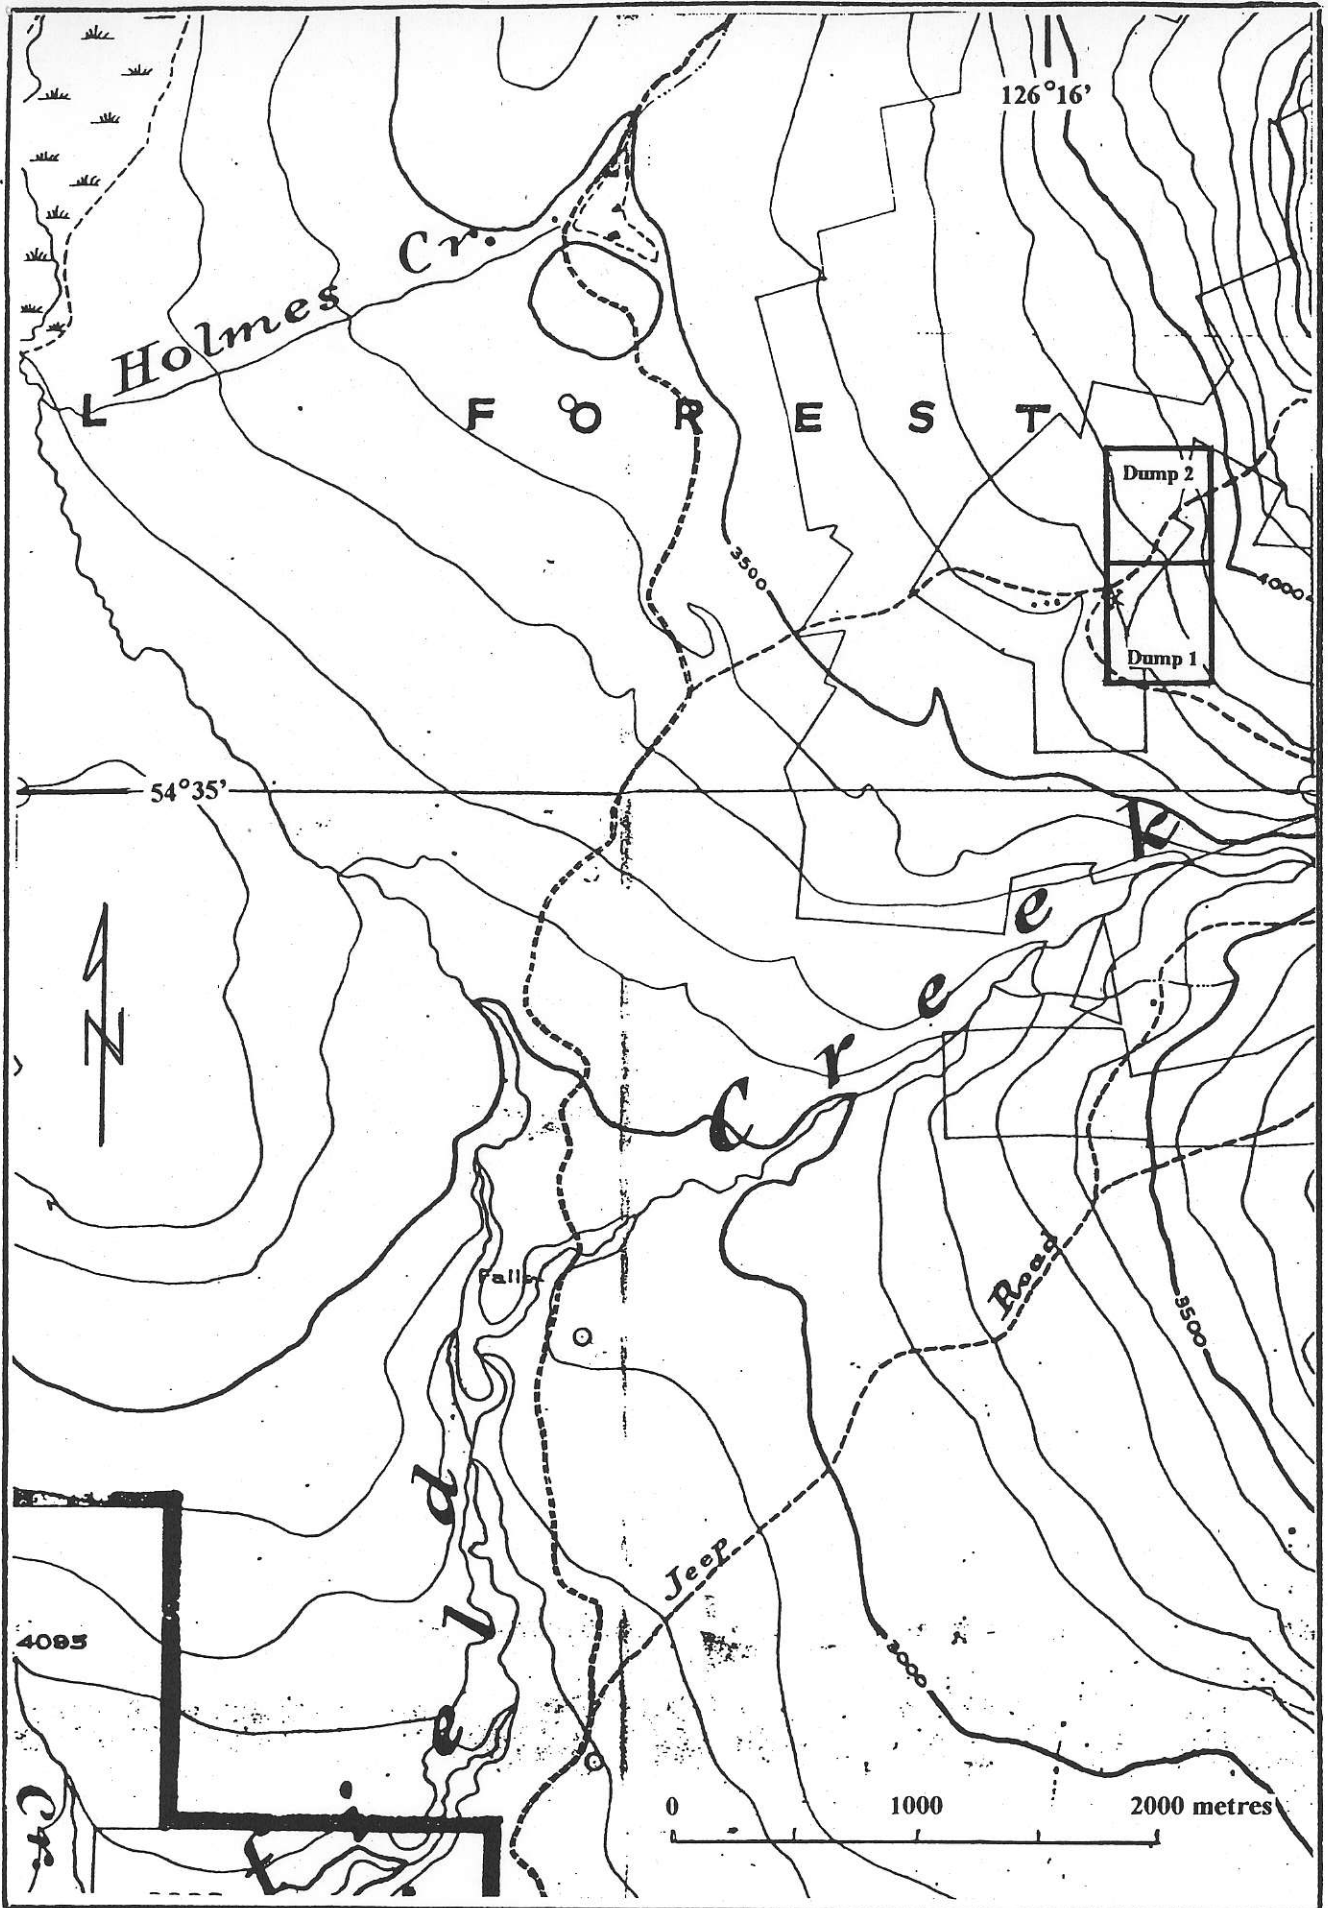 126°16'
Holmes Cr.
L FOREST
Dump 2
3500
4000
Dump 1
54°35'
Creek
N
Falls
Road
3500
d
l
e
i
f
Jeep
4095
3000
Cr.
0 1000 2000 metres